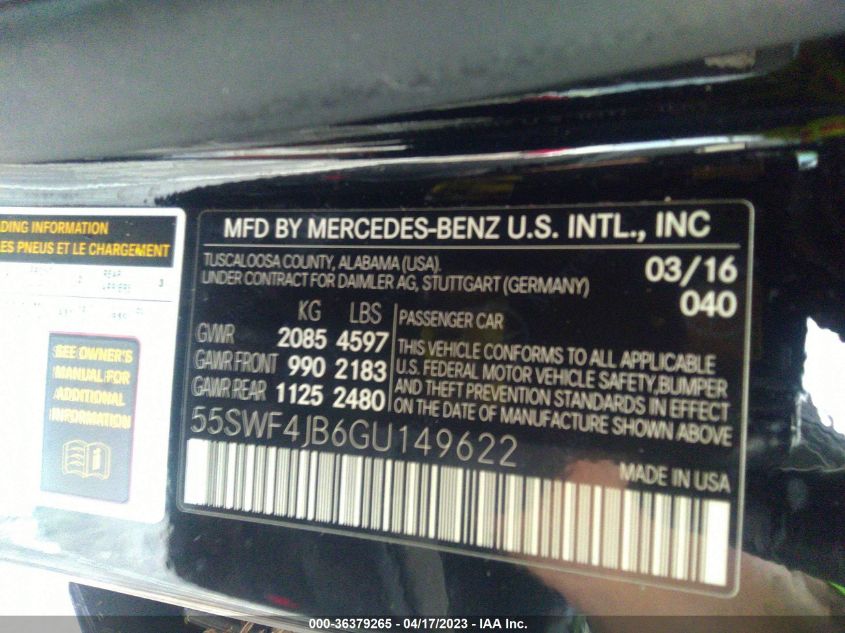 MFD BY MERCEDES-BENZ U.S. INTL., INC
TUSCALOOSA COUNTY, ALABAMA (USA).
UNDER CONTRACT FOR DAIMLER AG, STUTTGART (GERMANY)
03/16
040
KG LBS
GVWR 2085 4597
GAWR FRONT 990 2183
GAWR REAR 1125 2480
PASSENGER CAR
THIS VEHICLE CONFORMS TO ALL APPLICABLE
U.S. FEDERAL MOTOR VEHICLE SAFETY, BUMPER
AND THEFT PREVENTION STANDARDS IN EFFECT
ON THE DATE OF MANUFACTURE SHOWN ABOVE
55SWF4JB6GU149622
MADE IN USA
INFORMATION
PNEUS ET LE CHARGEMENT
REAR
3
SEE OWNER'S
MANUAL FOR
ADDITIONAL
INFORMATION
000-36379265 - 04/17/2023 - IAA Inc.